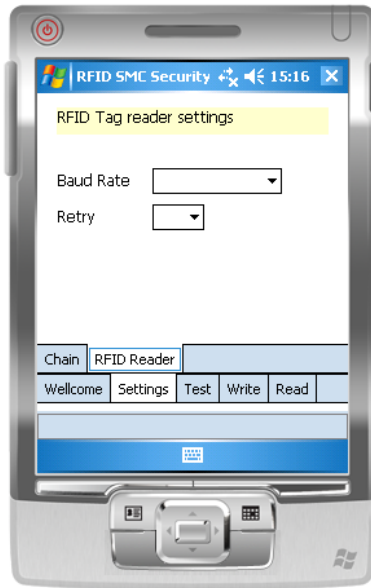 RFID SMC Security 15:16
RFID Tag reader settings
Baud Rate
Retry
Chain RFID Reader
Wellcome Settings Test Write Read